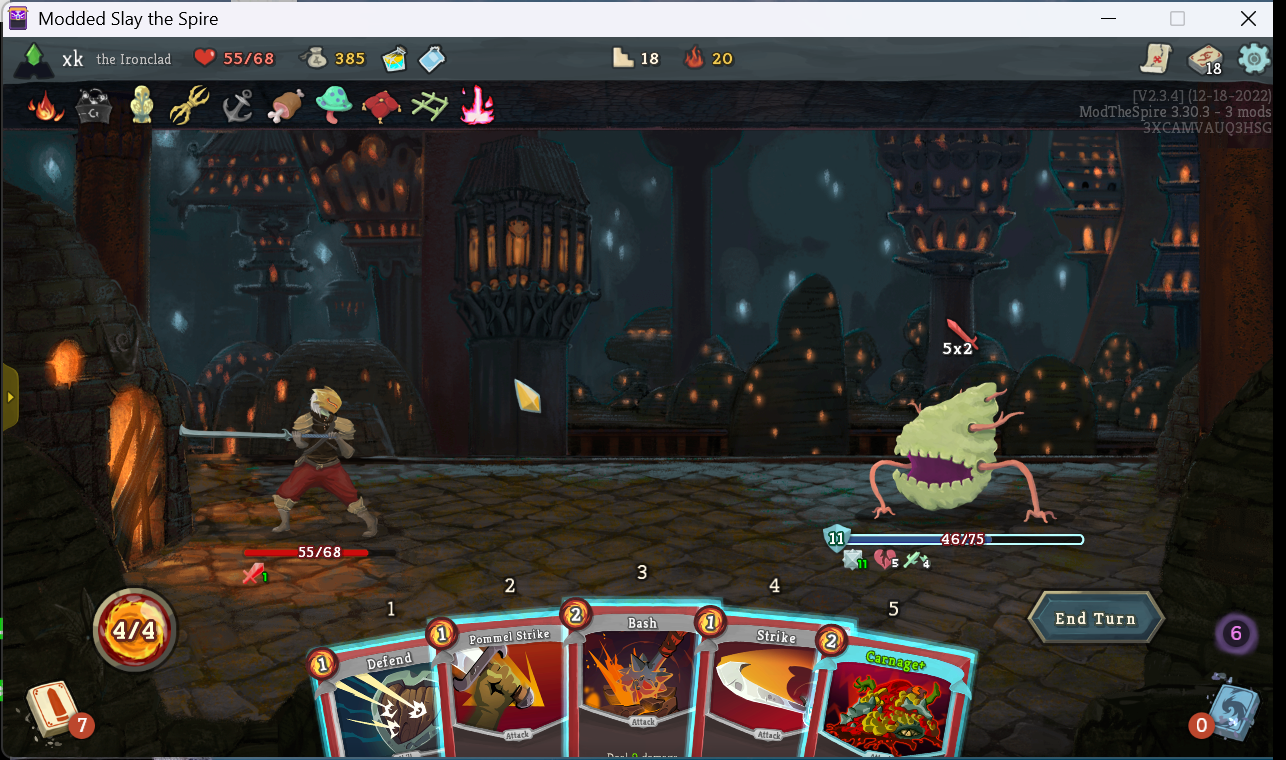 Modded Slay the Spire
xk the Ironclad 55/68 385 18 20 18
[V2.3.4] (12-18-2022)
ModTheSpire 3.30.3 - 3 mods
3XCAMVAUQ3HSG
5x2
11 46/75
11 5 4
55/68
1
1 2 3 4 5
4/4
1 Defend
1 Pommel Strike
Attack
2 Bash
Attack
1 Strike
Attack
2 Carnage+
End Turn
6
7
0